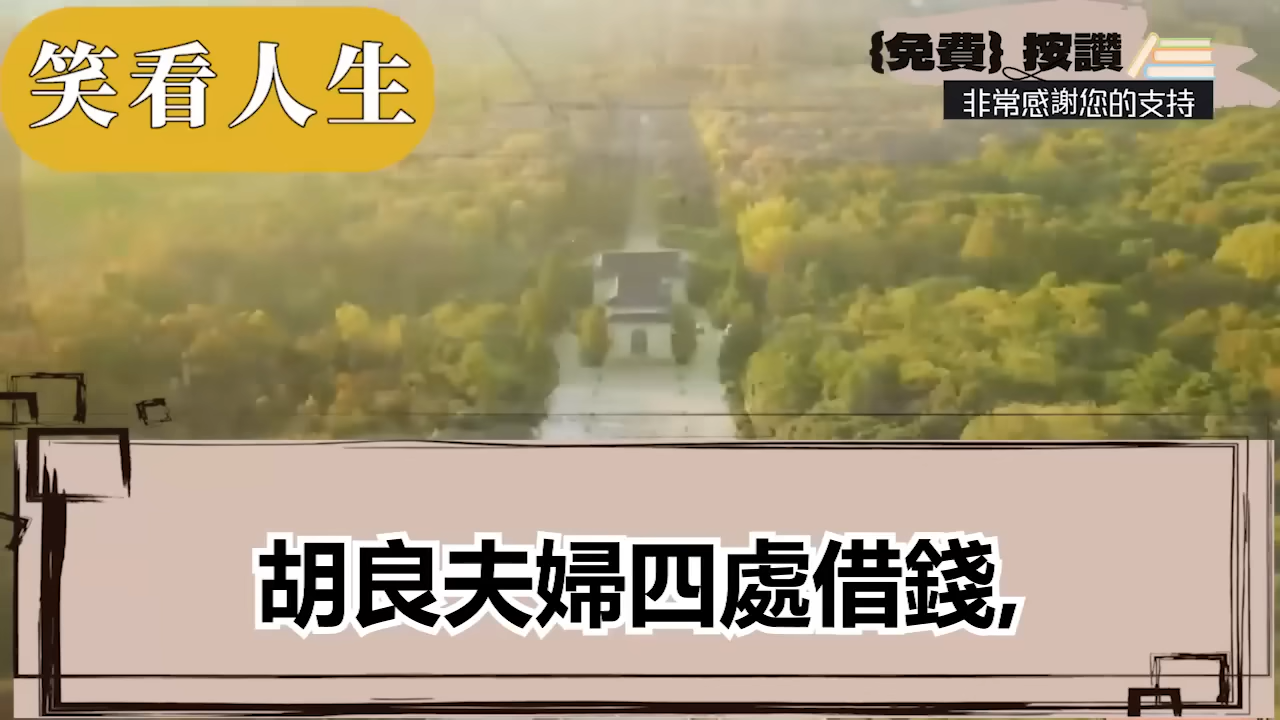 笑看人生
{免費} 按讚
非常感謝您的支持
胡良夫婦四處借錢,